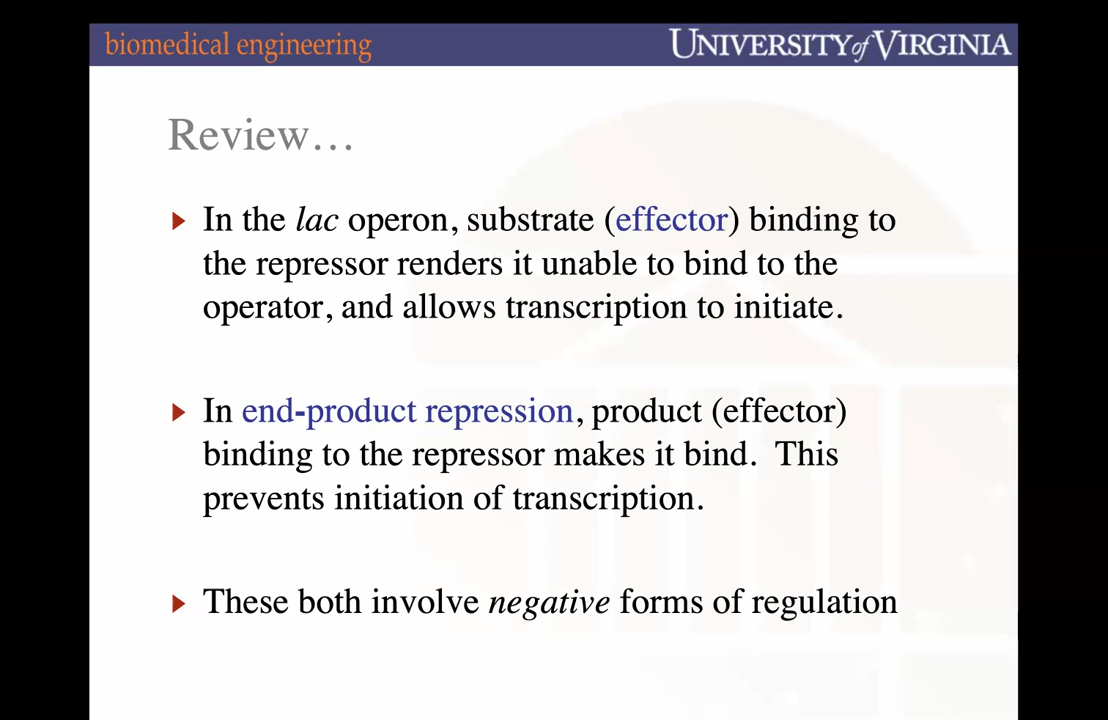 biomedical engineering
UNIVERSITY of VIRGINIA
Review…
In the lac operon, substrate (effector) binding to
the repressor renders it unable to bind to the
operator, and allows transcription to initiate.
In end-product repression, product (effector)
binding to the repressor makes it bind.  This
prevents initiation of transcription.
These both involve negative forms of regulation